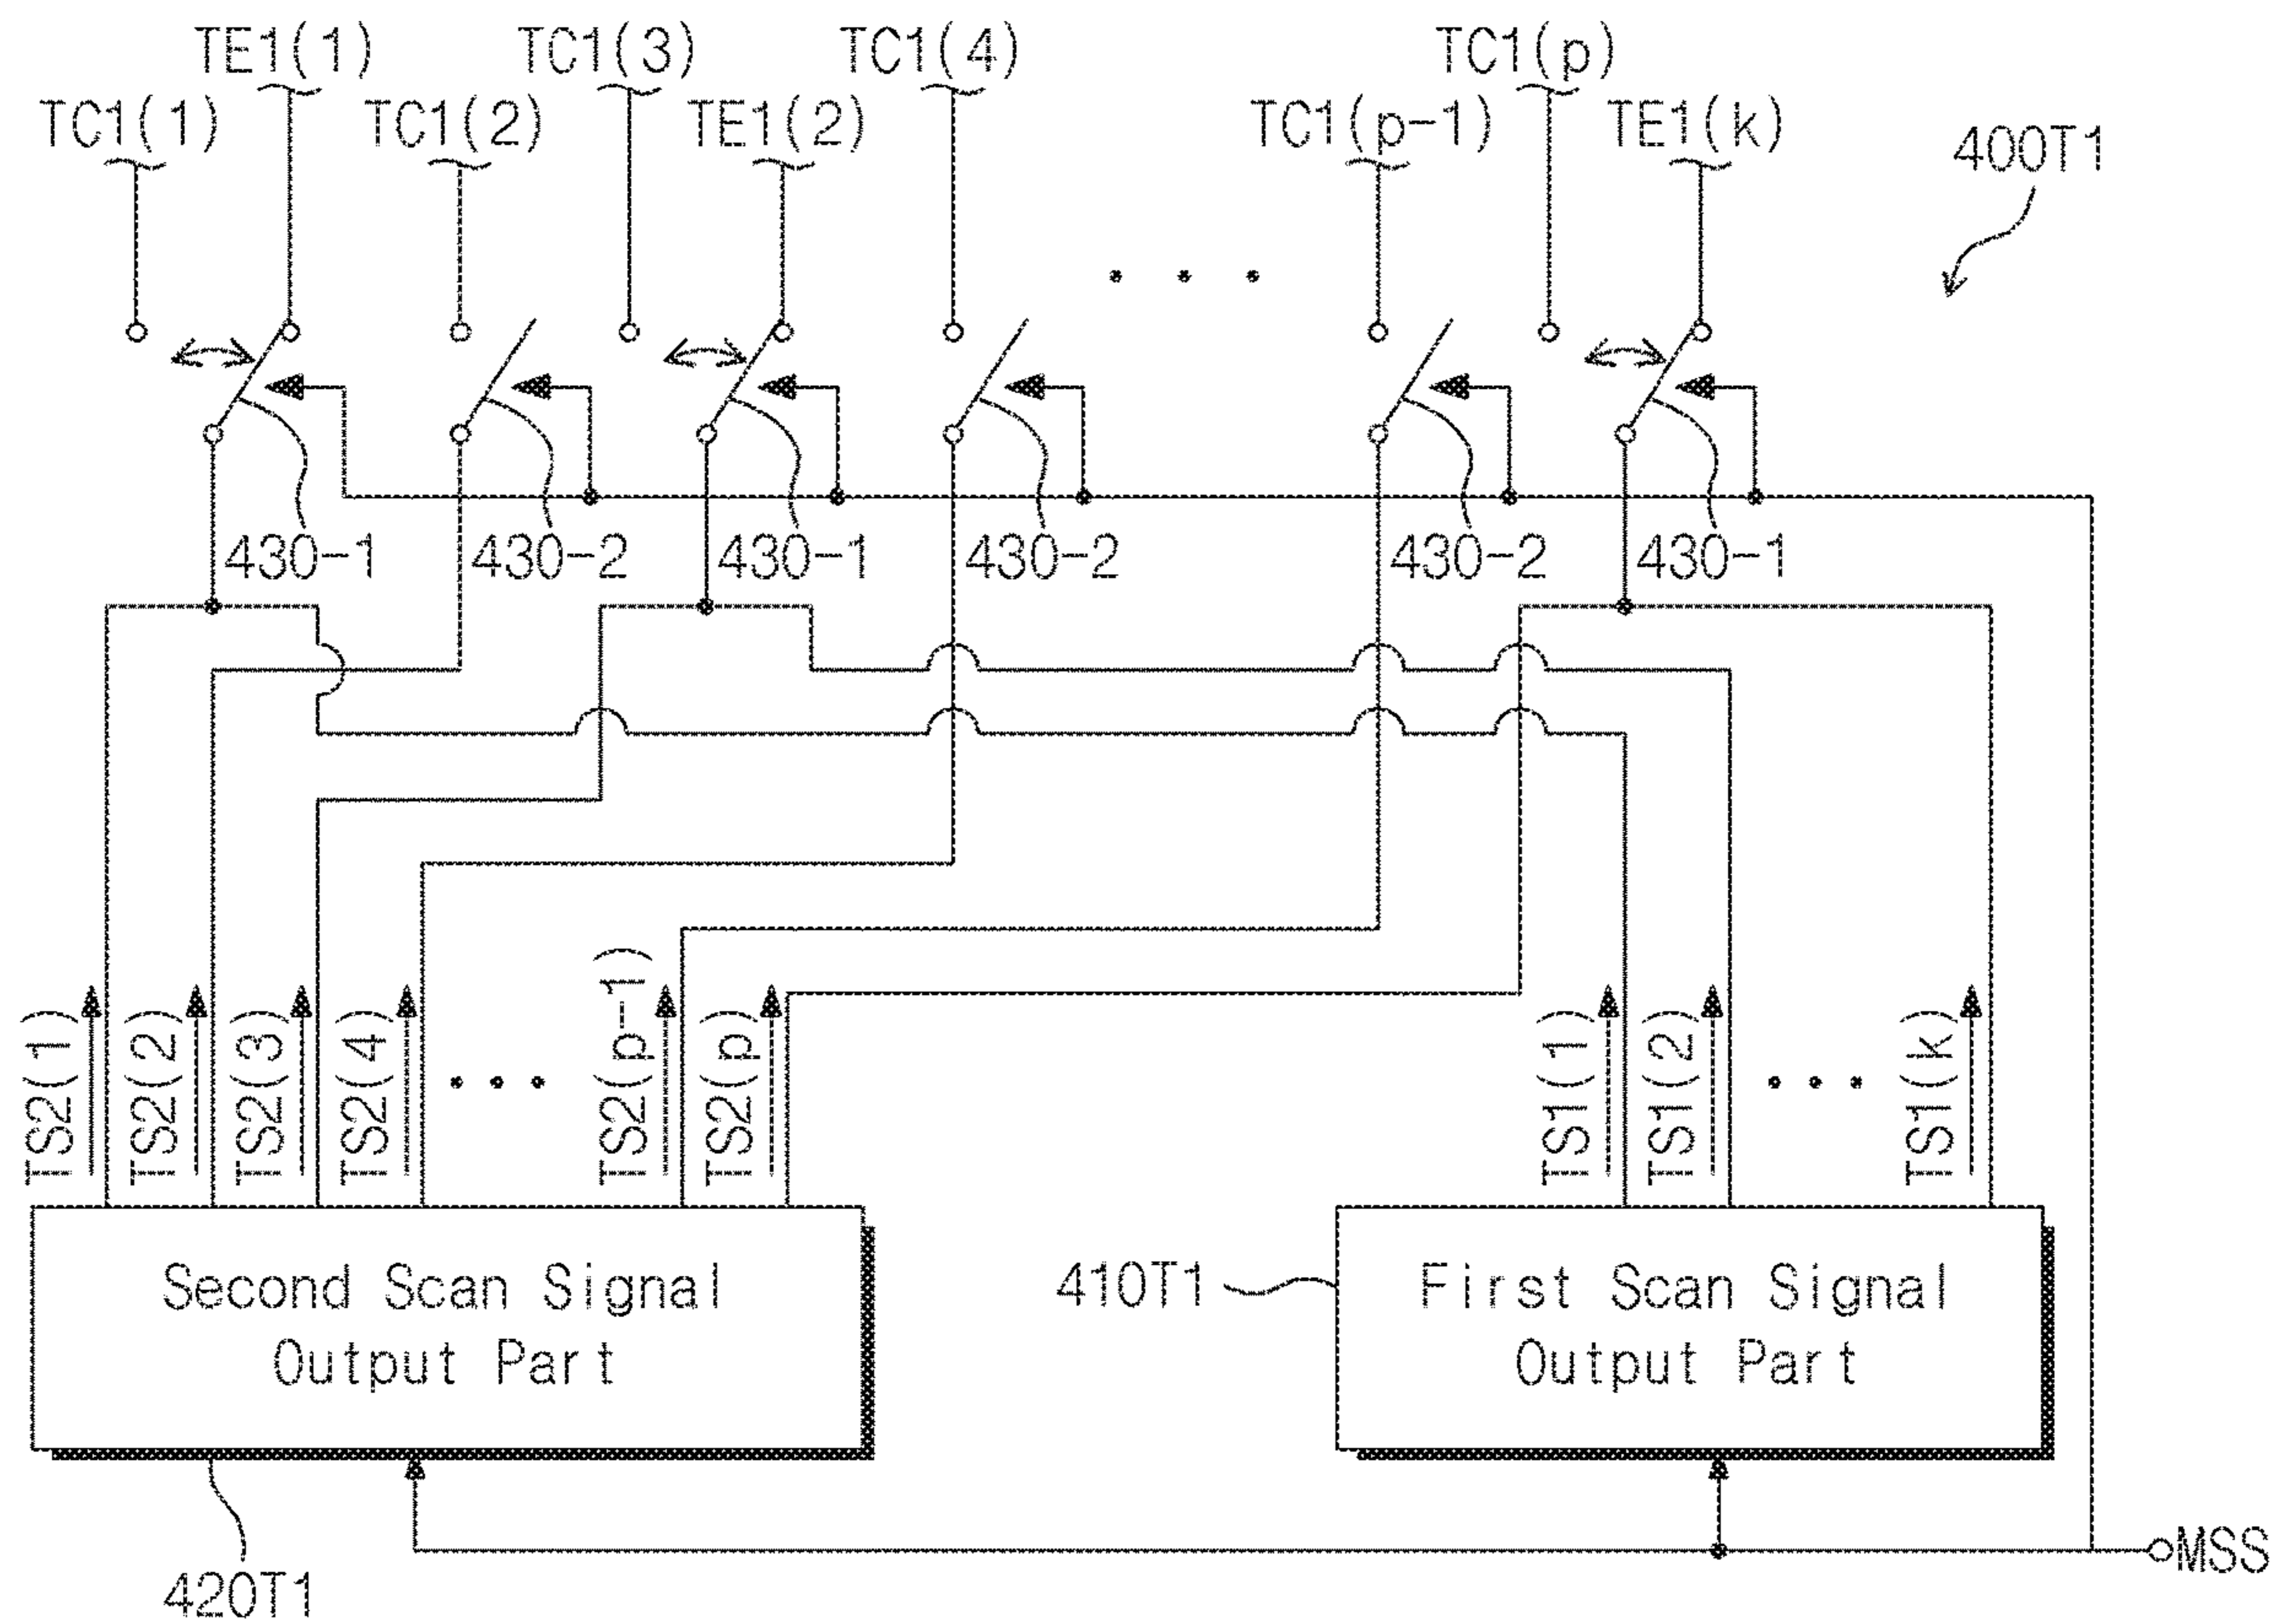 TE1(1) TC1(3) TC1(4) TC1(p)
TC1(1) TC1(2) TE1(2) TC1(p-1) TE1(k)
400T1
430-1 430-2 430-1 430-2 430-2 430-1
TS2(1) TS2(2) TS2(3) TS2(4) TS2(p-1) TS2(p) TS1(1) TS1(2) TS1(k)
Second Scan Signal
Output Part
410T1
First Scan Signal
Output Part
MSS
420T1